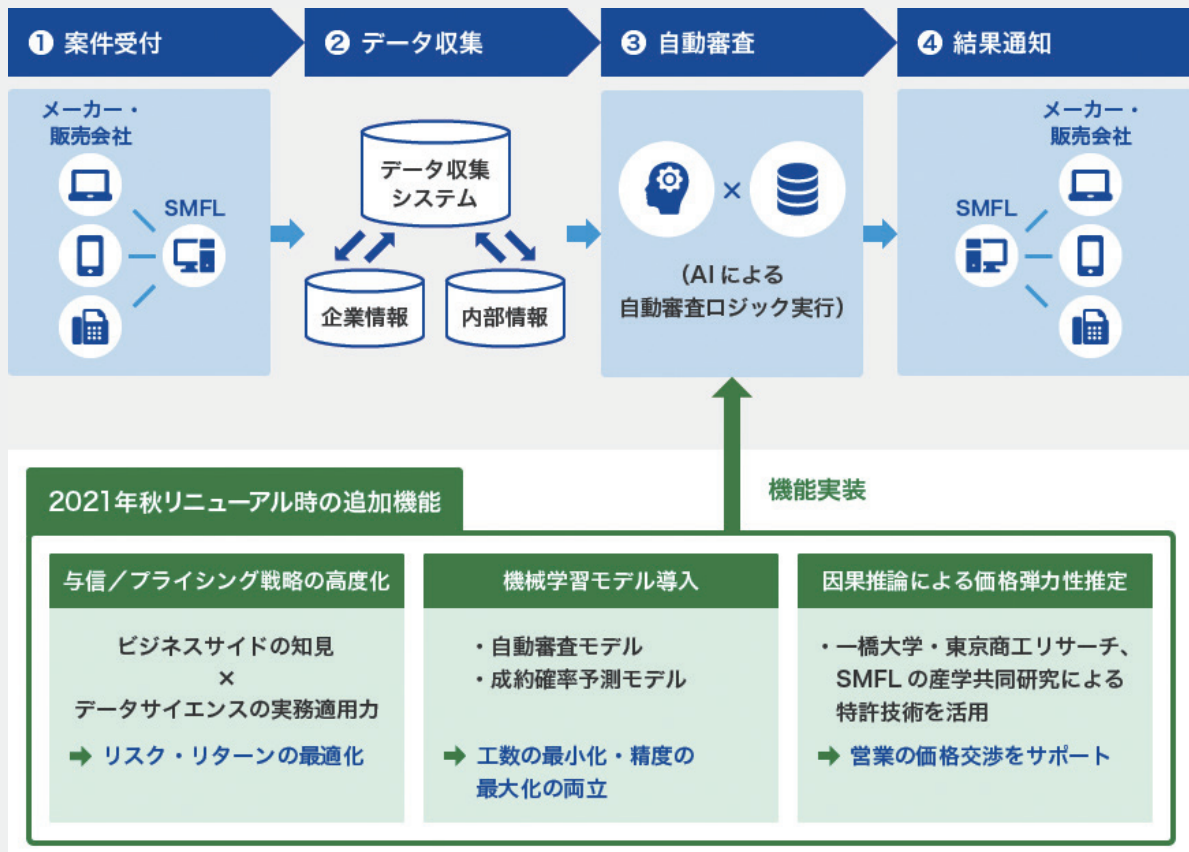 ❶ 案件受付
❷ データ収集
❸ 自動審査
❹ 結果通知
メーカー・
販売会社
SMFL
データ収集
システム
企業情報
内部情報
×
(AIによる
自動審査ロジック実行)
メーカー・
販売会社
SMFL
機能実装
2021年秋リニューアル時の追加機能
与信／プライシング戦略の高度化
ビジネスサイドの知見
×
データサイエンスの実務適用力
リスク・リターンの最適化
機械学習モデル導入
・自動審査モデル
・成約確率予測モデル
工数の最小化・精度の
最大化の両立
因果推論による価格弾力性推定
・一橋大学・東京商工リサーチ、
SMFLの産学共同研究による
特許技術を活用
営業の価格交渉をサポート